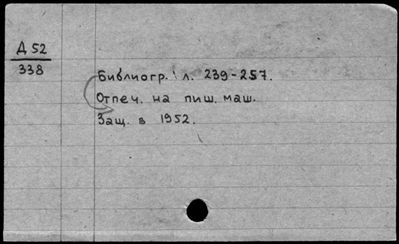 Д 52
338
Библиогр. л. 239-257.
Отпеч. на пиш. маш.
Защ. в 1952.